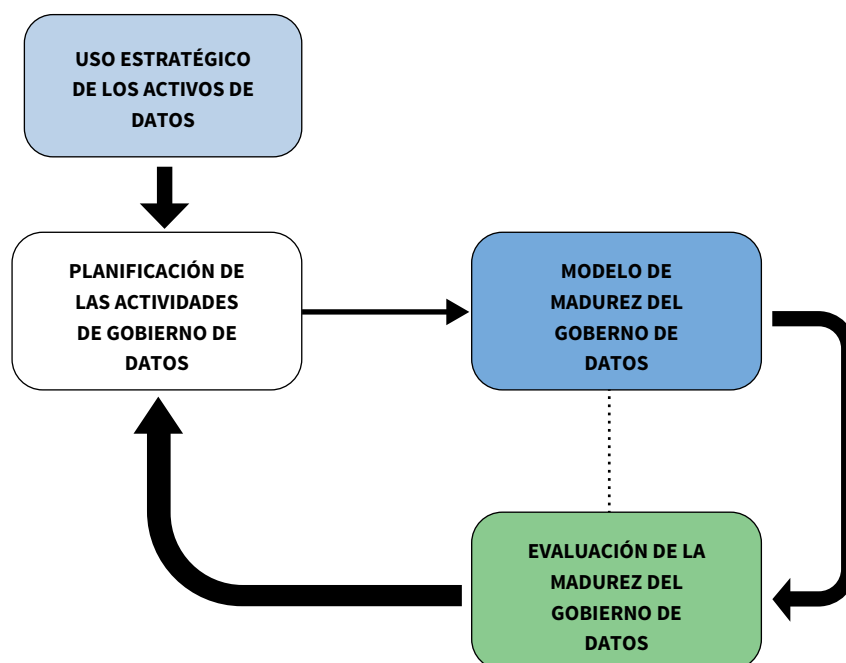 USO ESTRATÉGICO
DE LOS ACTIVOS DE
DATOS
PLANIFICACIÓN DE
LAS ACTIVIDADES
DE GOBIERNO DE
DATOS
MODELO DE
MADUREZ DEL
GOBERNO DE
DATOS
EVALUACIÓN DE LA
MADUREZ DEL
GOBIERNO DE
DATOS